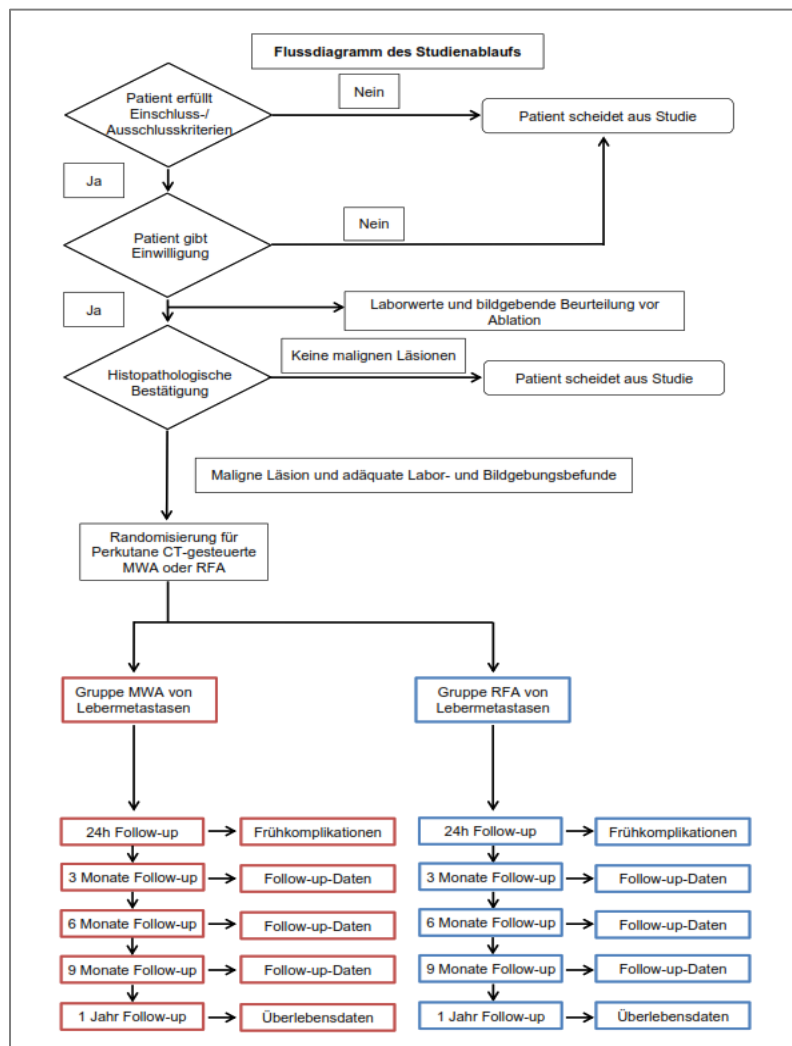 Flussdiagramm des Studienablaufs
Patient erfüllt
Einschluss-/
Ausschlusskriterien
Nein
Patient scheidet aus Studie
Ja
Patient gibt
Einwilligung
Nein
Ja
Laborwerte und bildgebende Beurteilung vor
Ablation
Histopathologische
Bestätigung
Keine malignen Läsionen
Patient scheidet aus Studie
Maligne Läsion und adäquate Labor- und Bildgebungsbefunde
Randomisierung für
Perkutane CT-gesteuerte
MWA oder RFA
Gruppe MWA von
Lebermetastasen
Gruppe RFA von
Lebermetastasen
24h Follow-up
Frühkomplikationen
24h Follow-up
Frühkomplikationen
3 Monate Follow-up
Follow-up-Daten
3 Monate Follow-up
Follow-up-Daten
6 Monate Follow-up
Follow-up-Daten
6 Monate Follow-up
Follow-up-Daten
9 Monate Follow-up
Follow-up-Daten
9 Monate Follow-up
Follow-up-Daten
1 Jahr Follow-up
Überlebensdaten
1 Jahr Follow-up
Überlebensdaten